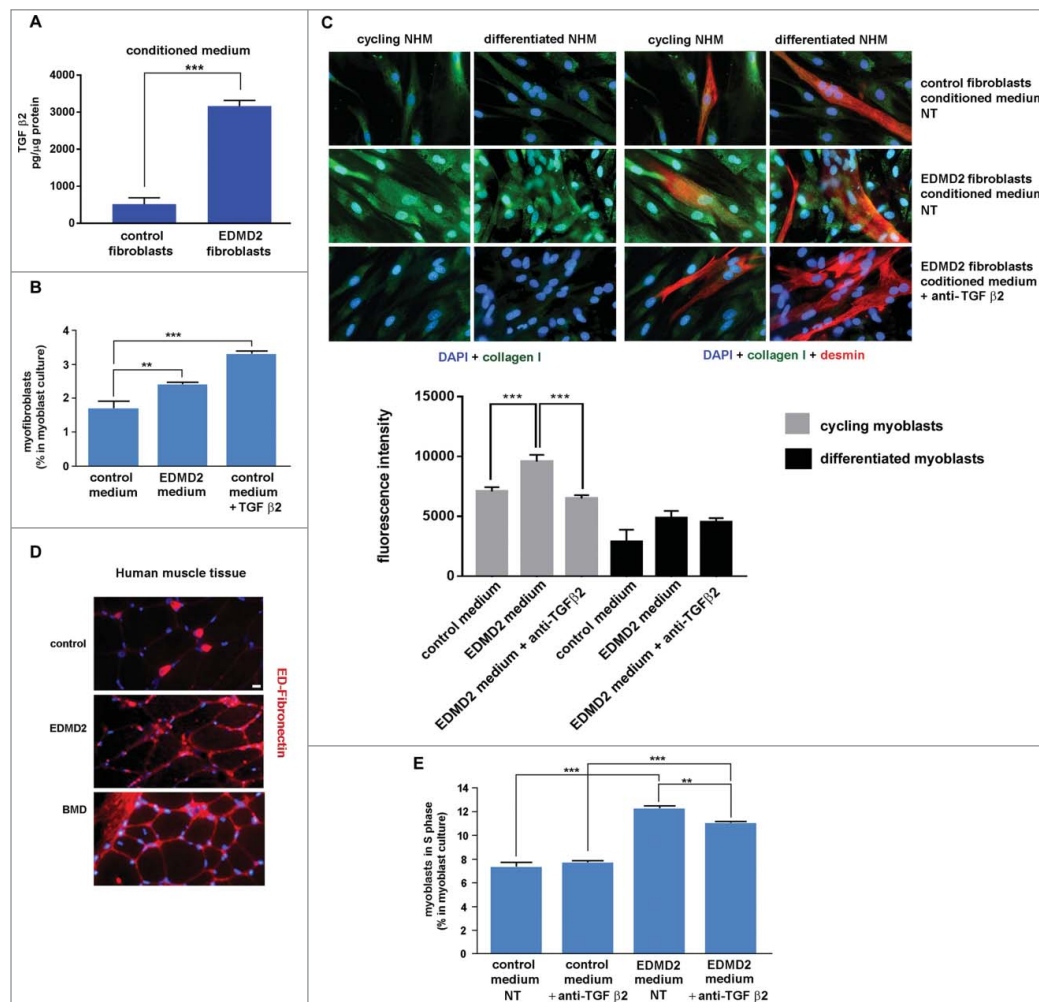 A
conditioned medium
***
4000
3000
2000
1000
0
TGF β2
pg/μg protein
control
fibroblasts
EDMD2
fibroblasts
B
***
**
4
3
2
1
0
myofibroblasts
(% in myoblast culture)
control
medium
EDMD2
medium
control
medium
+ TGF β2
D
Human muscle tissue
control
EDMD2
BMD
ED-Fibronectin
C
cycling NHM
differentiated NHM
cycling NHM
differentiated NHM
control fibroblasts
conditioned medium
NT
EDMD2 fibroblasts
conditioned medium
NT
EDMD2 fibroblasts
coditioned medium
+ anti-TGF β2
DAPI + collagen I
DAPI + collagen I + desmin
15000
10000
5000
0
fluorescence intensity
***
***
cycling myoblasts
differentiated myoblasts
control medium
EDMD2 medium
EDMD2 medium + anti-TGFβ2
control medium
EDMD2 medium
EDMD2 medium + anti-TGFβ2
E
***
***
**
14
12
10
8
6
4
2
0
myoblasts in S phase
(% in myoblast culture)
control
medium
NT
control
medium
+ anti-TGF β2
EDMD2
medium
NT
EDMD2
medium
+ anti-TGF β2